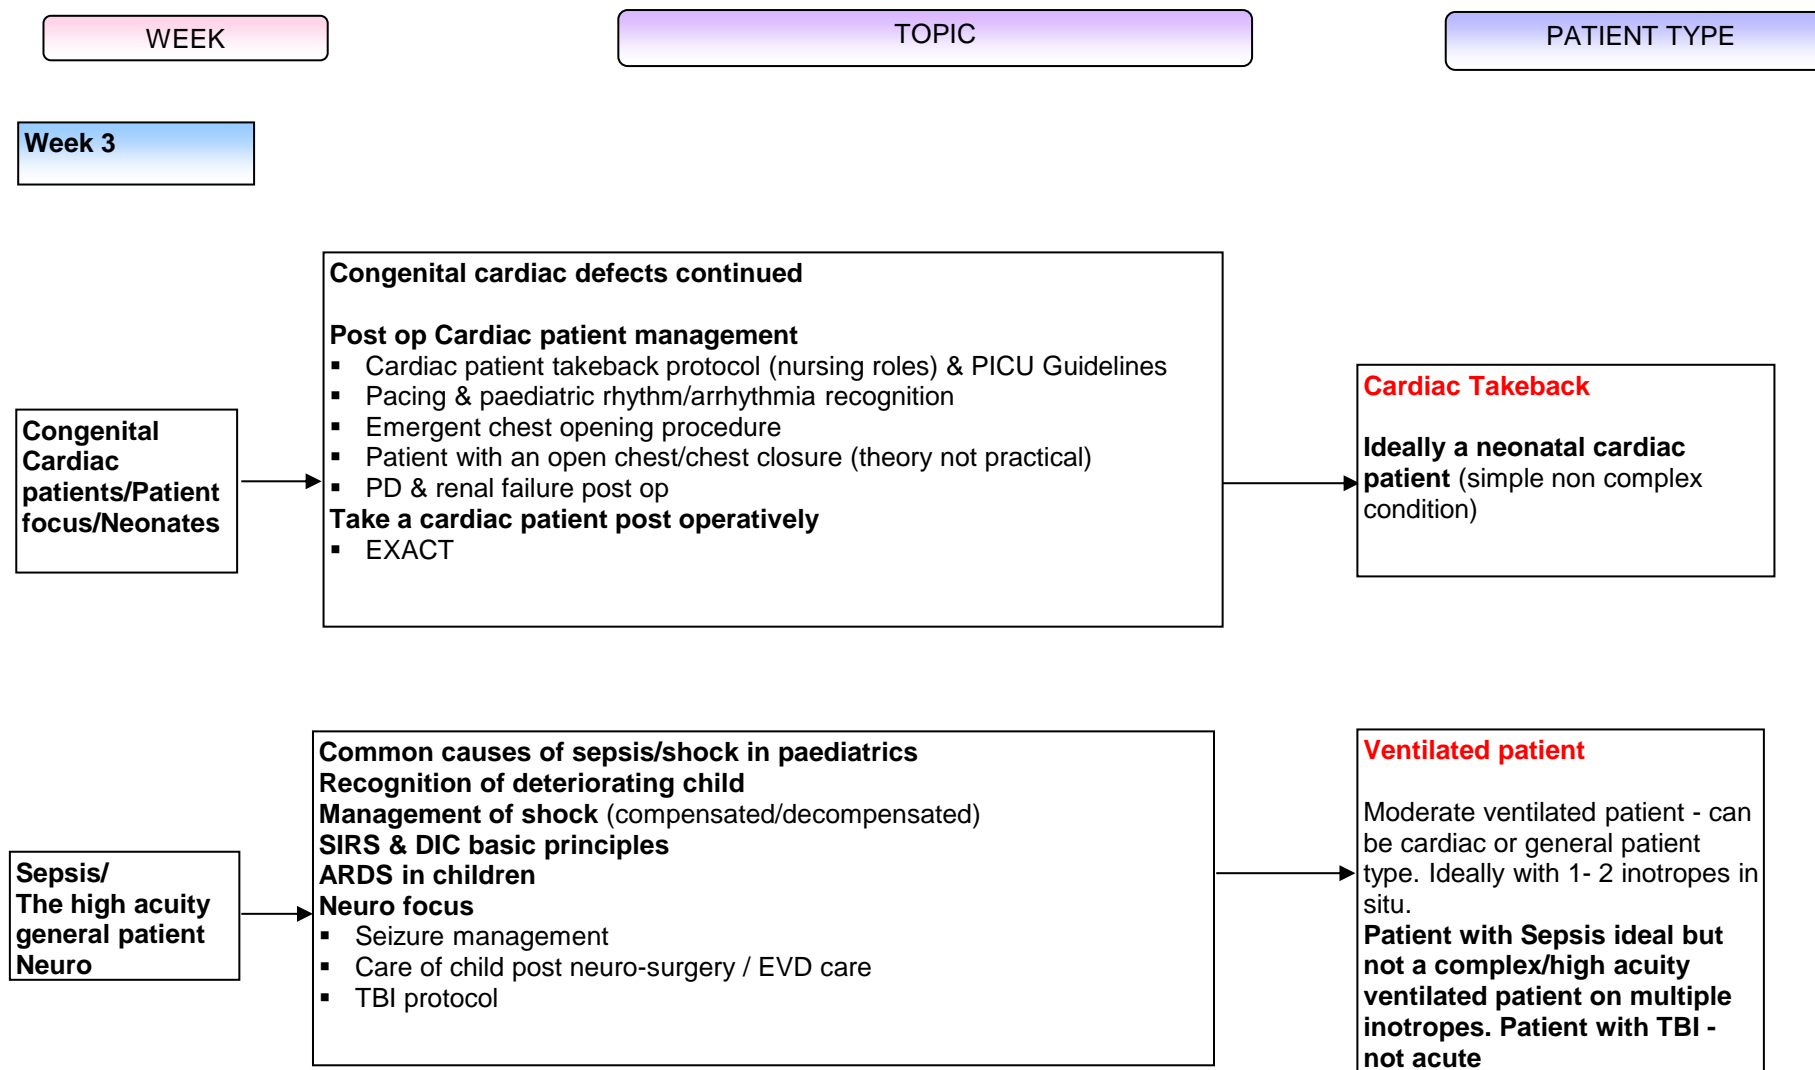 WEEK
TOPIC
PATIENT TYPE
Week 3
Congenital
Cardiac
patients/Patient
focus/Neonates
Congenital cardiac defects continued
Post op Cardiac patient management
▪ Cardiac patient takeback protocol (nursing roles) & PICU Guidelines
▪ Pacing & paediatric rhythm/arrhythmia recognition
▪ Emergent chest opening procedure
▪ Patient with an open chest/chest closure (theory not practical)
▪ PD & renal failure post op
Take a cardiac patient post operatively
▪ EXACT
Cardiac Takeback
Ideally a neonatal cardiac
patient (simple non complex
condition)
Sepsis/
The high acuity
general patient
Neuro
Common causes of sepsis/shock in paediatrics
Recognition of deteriorating child
Management of shock (compensated/decompensated)
SIRS & DIC basic principles
ARDS in children
Neuro focus
▪ Seizure management
▪ Care of child post neuro-surgery / EVD care
▪ TBI protocol
Ventilated patient
Moderate ventilated patient - can
be cardiac or general patient
type. Ideally with 1- 2 inotropes in
situ.
Patient with Sepsis ideal but
not a complex/high acuity
ventilated patient on multiple
inotropes. Patient with TBI -
not acute